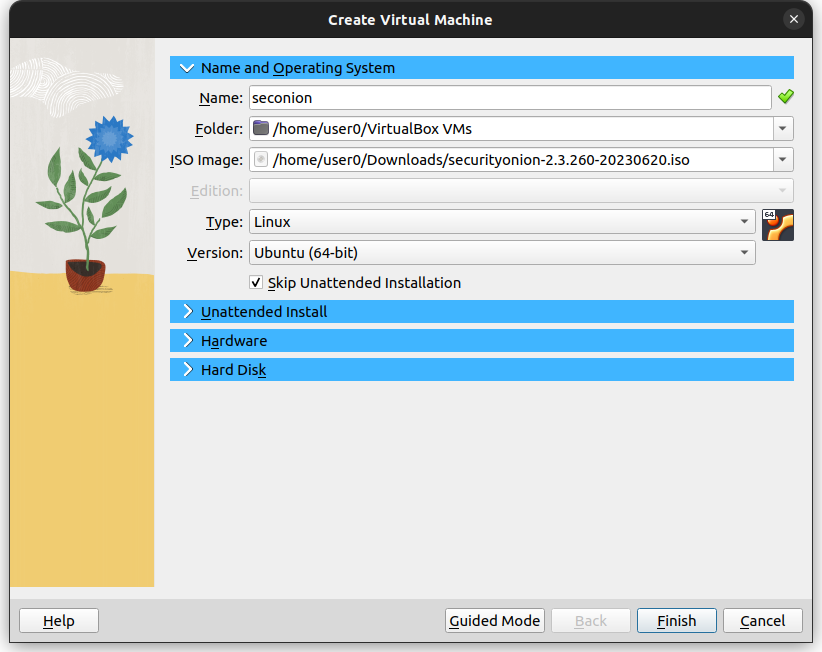 Create Virtual Machine
Name and Operating System
Name: seconion
Folder: /home/user0/VirtualBox VMs
ISO Image: /home/user0/Downloads/securityonion-2.3.260-20230620.iso
Edition:
Type: Linux
64
Version: Ubuntu (64-bit)
Skip Unattended Installation
Unattended Install
Hardware
Hard Disk
Help Guided Mode Back Finish Cancel